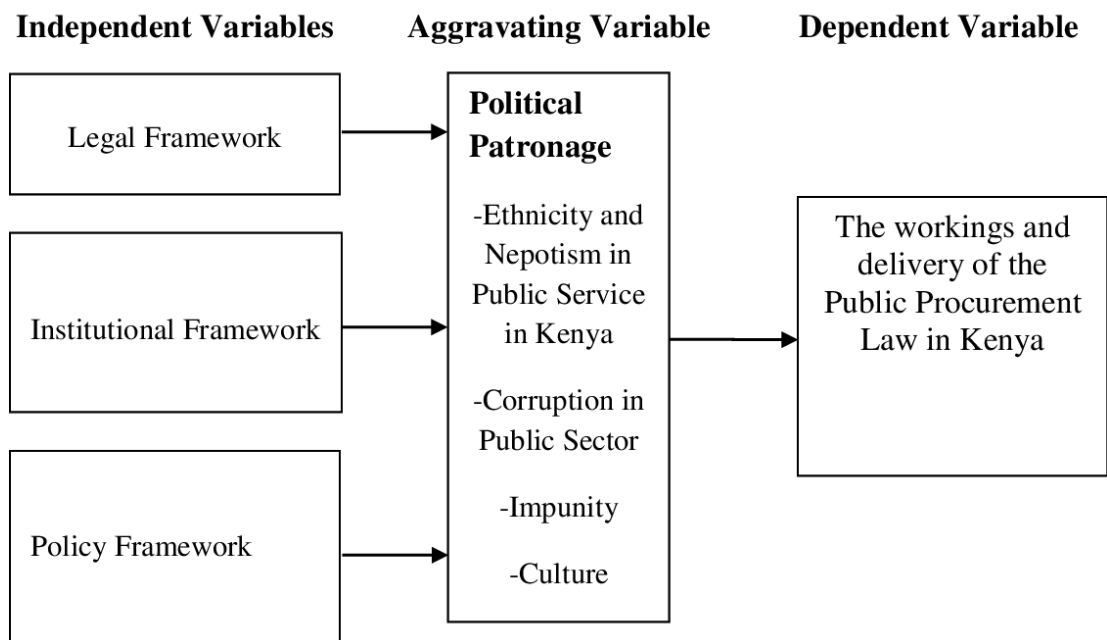 Independent Variables
Aggravating Variable
Dependent Variable
Legal Framework
Institutional Framework
Policy Framework
Political
Patronage
-Ethnicity and
Nepotism in
Public Service
in Kenya
-Corruption in
Public Sector
-Impunity
-Culture
The workings and
delivery of the
Public Procurement
Law in Kenya